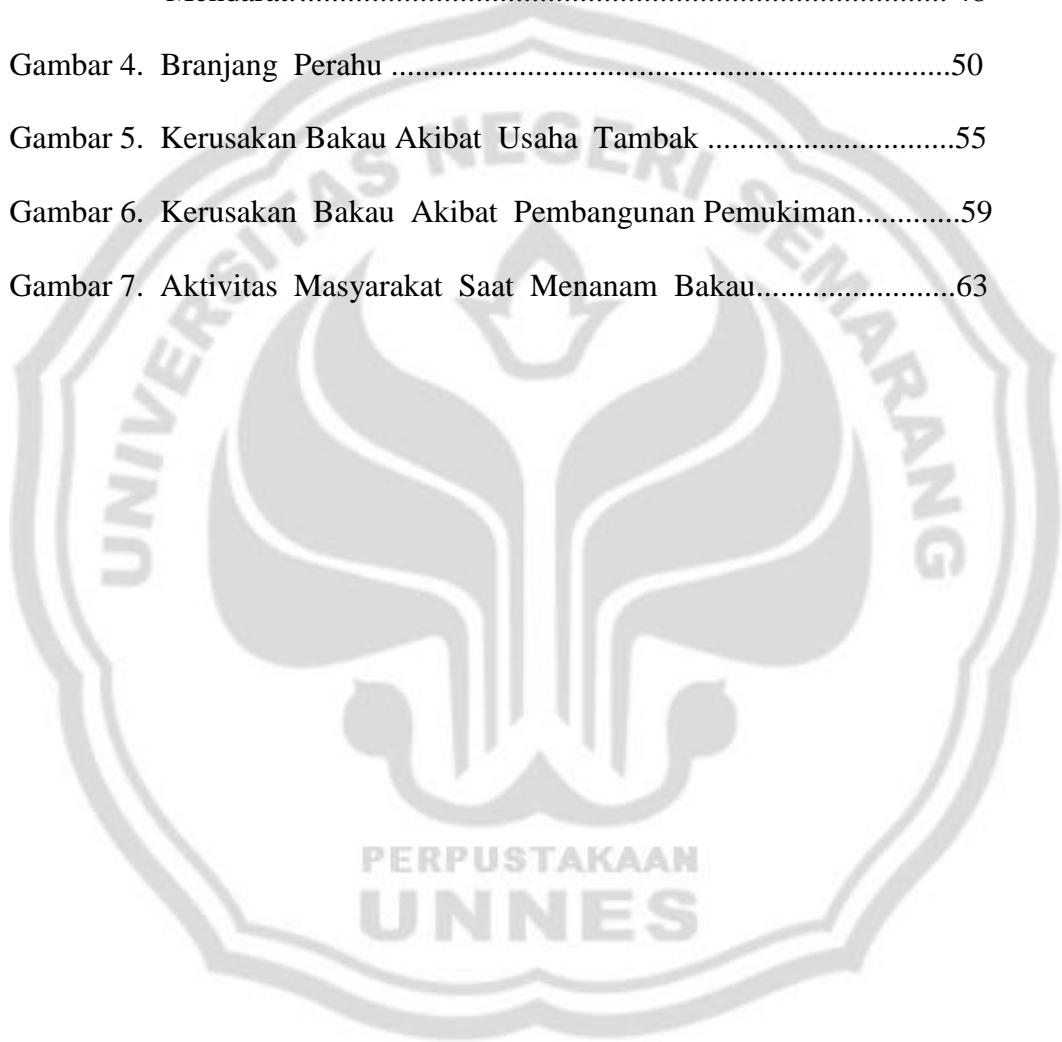 Gambar 4. Branjang Perahu ......................................................................50
Gambar 5. Kerusakan Bakau Akibat Usaha Tambak ...............................55
Gambar 6. Kerusakan Bakau Akibat Pembangunan Pemukiman.............59
Gambar 7. Aktivitas Masyarakat Saat Menanam Bakau.........................63
UNIVERSITAS NEGERI SEMARANG
PERPUSTAKAAN
UNNES